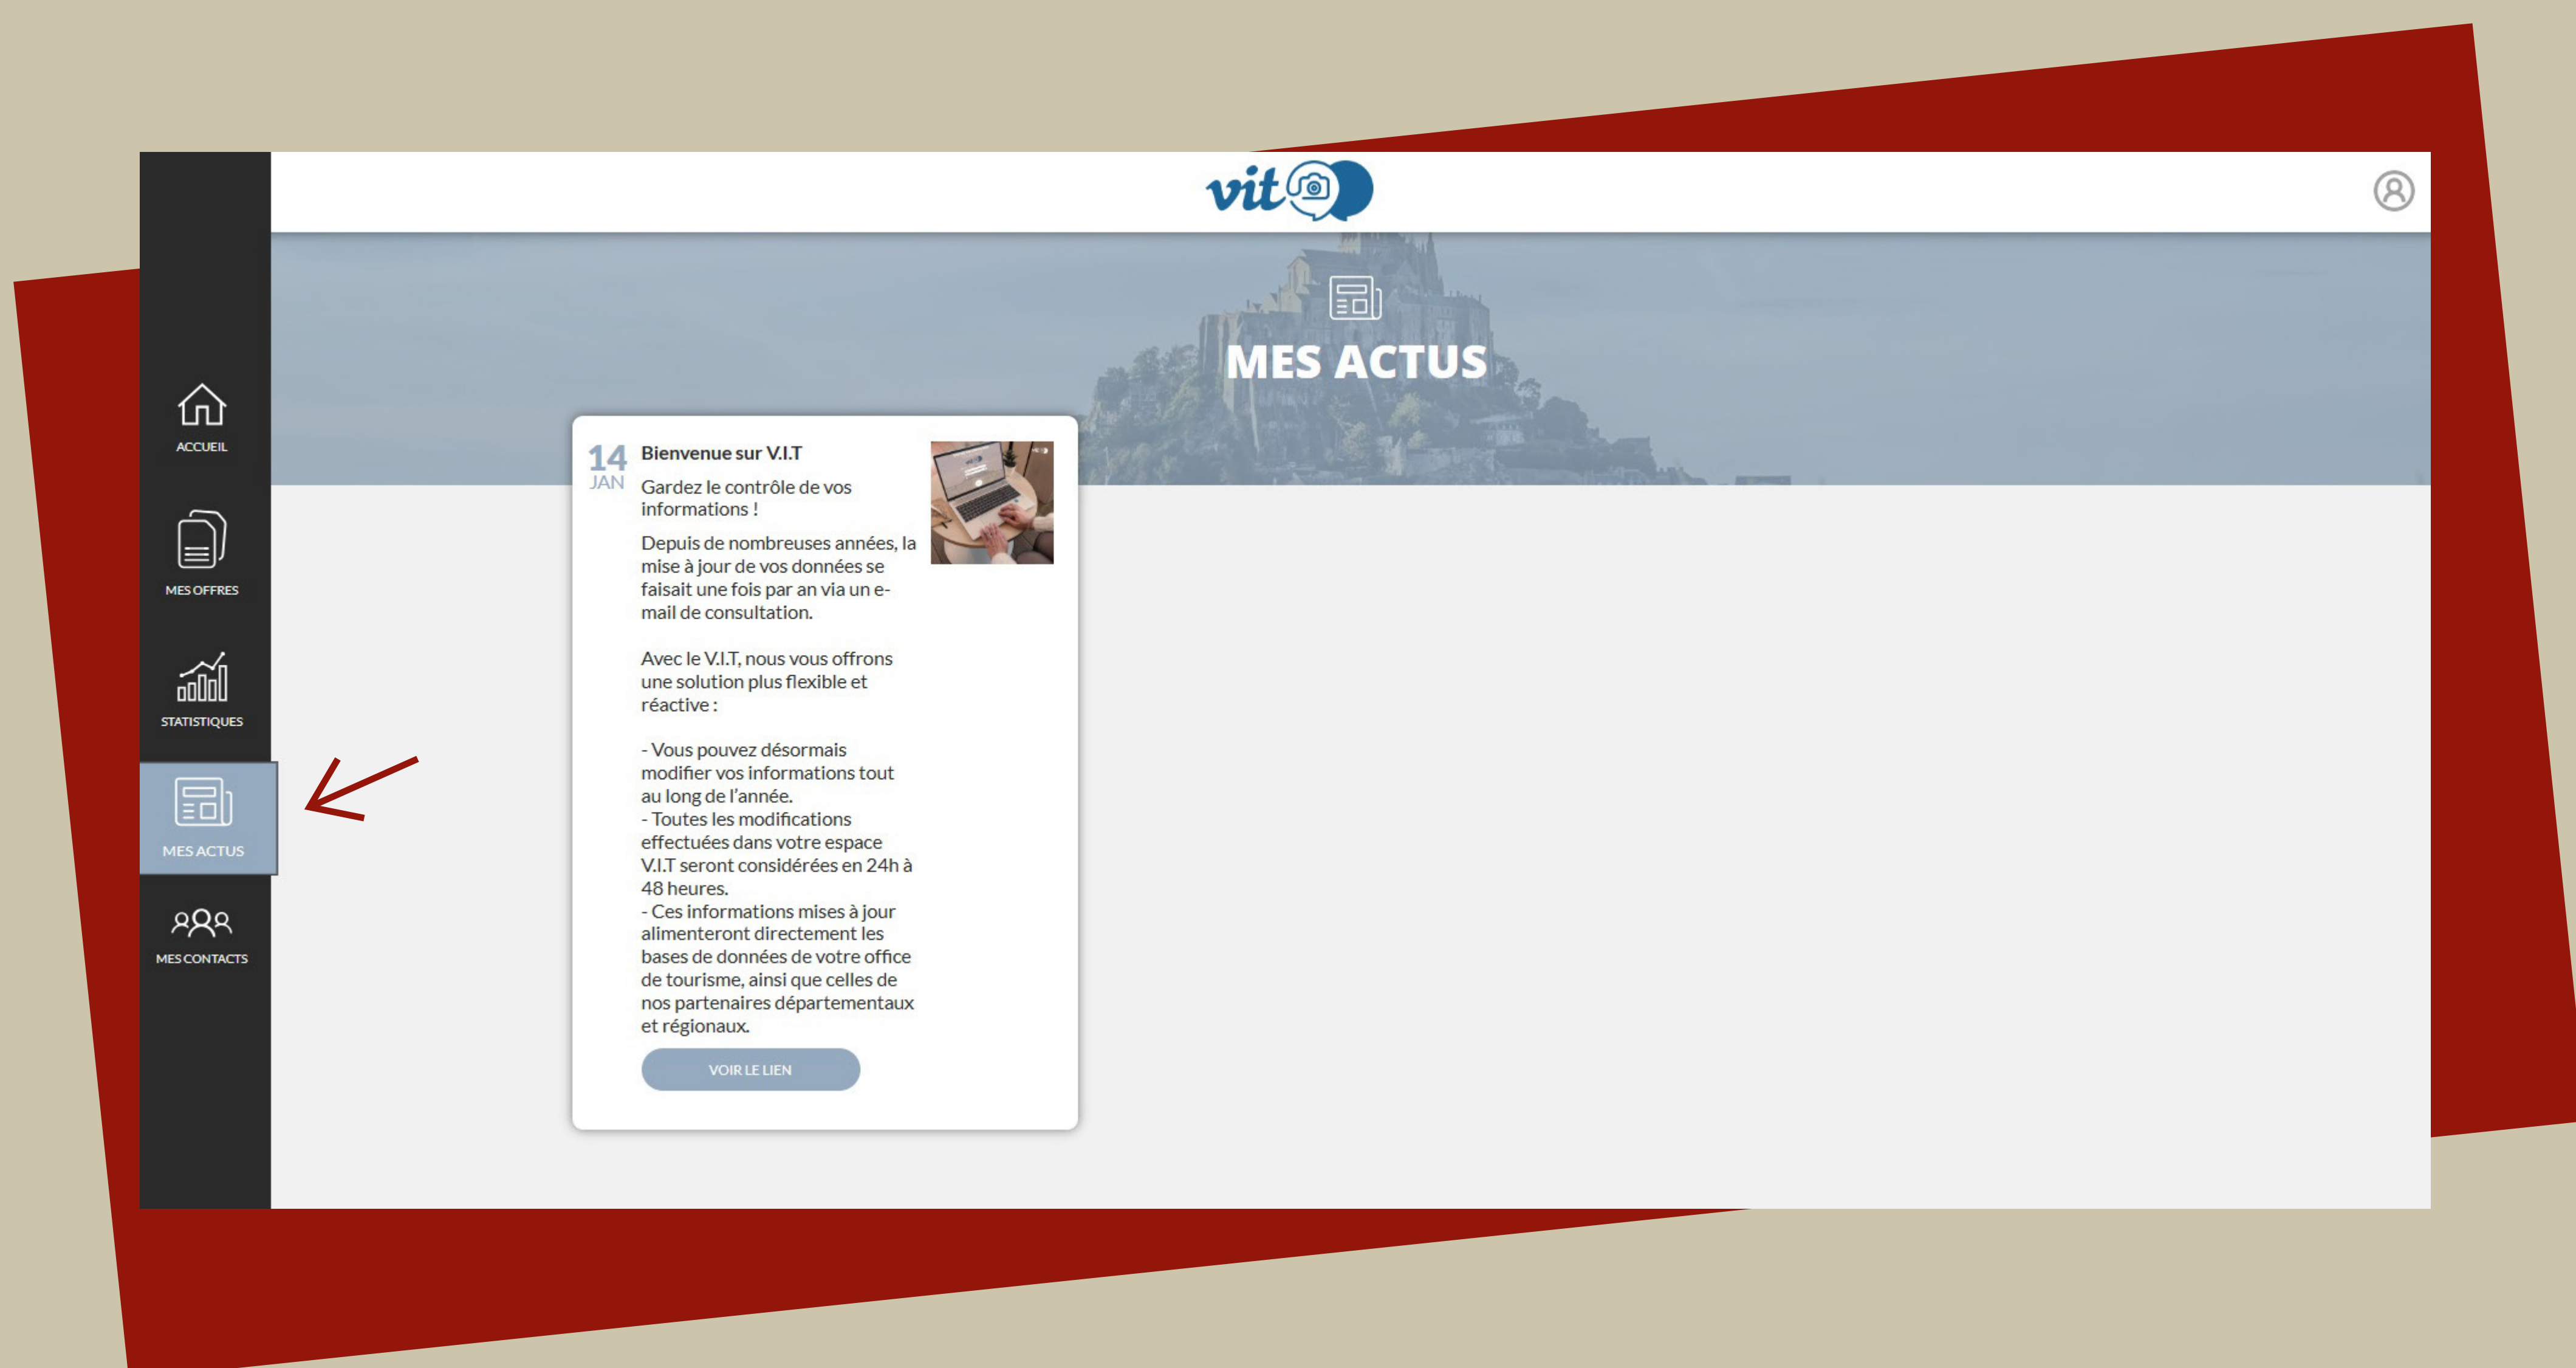 vit
MES ACTUS
ACCUEIL
MES OFFRES
STATISTIQUES
MES ACTUS
MES CONTACTS
14
JAN
Bienvenue sur V.I.T
Gardez le contrôle de vos
informations !
Depuis de nombreuses années, la
mise à jour de vos données se
faisait une fois par an via un e-
mail de consultation.
Avec le V.I.T, nous vous offrons
une solution plus flexible et
réactive :
- Vous pouvez désormais
modifier vos informations tout
au long de l'année.
- Toutes les modifications
effectuées dans votre espace
V.I.T seront considérées en 24h à
48 heures.
- Ces informations mises à jour
alimenteront directement les
bases de données de votre office
de tourisme, ainsi que celles de
nos partenaires départementaux
et régionaux.
VOIR LE LIEN